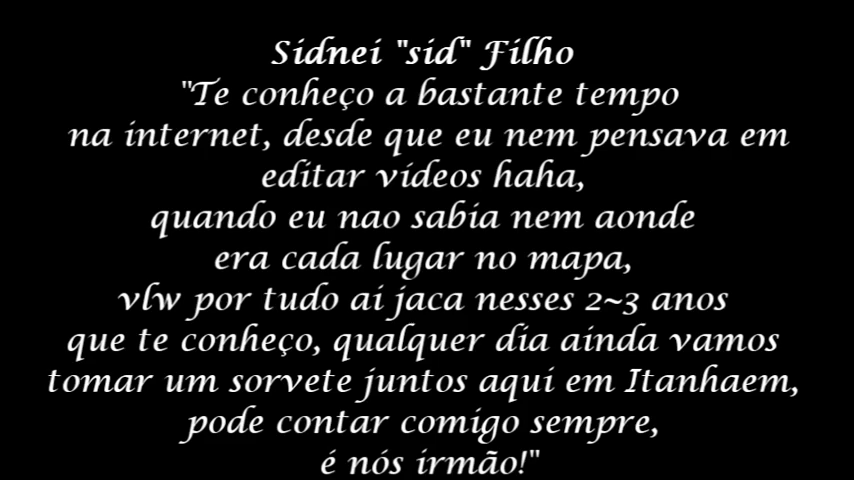 Sidnei "sid" Filho
"Te conheço a bastante tempo
na internet, desde que eu nem pensava em
editar vídeos haha,
quando eu nao sabia nem aonde
era cada lugar no mapa,
vlw por tudo ai jaca nesses 2~3 anos
que te conheço, qualquer dia ainda vamos
tomar um sorvete juntos aqui em Itanhaem,
pode contar comigo sempre,
é nós irmão!"